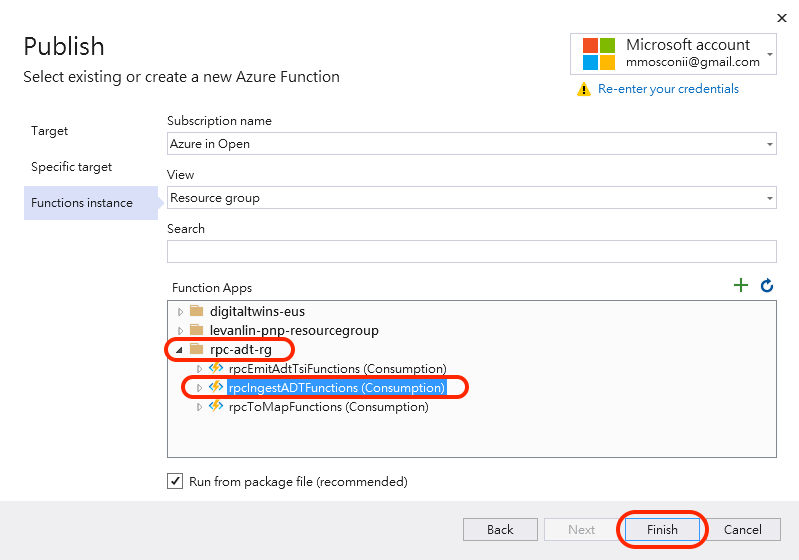 Publish
Select existing or create a new Azure Function
Microsoft account
mmosconii@gmail.com
Re-enter your credentials
Target
Specific target
Functions instance
Subscription name
Azure in Open
View
Resource group
Search
Function Apps
digitaltwins-eus
levanlin-pnp-resourcegroup
rpc-adt-rg
rpcEmitAdtTsiFunctions (Consumption)
rpcIngestADTFunctions (Consumption)
rpcToMapFunctions (Consumption)
Run from package file (recommended)
Back
Next
Finish
Cancel